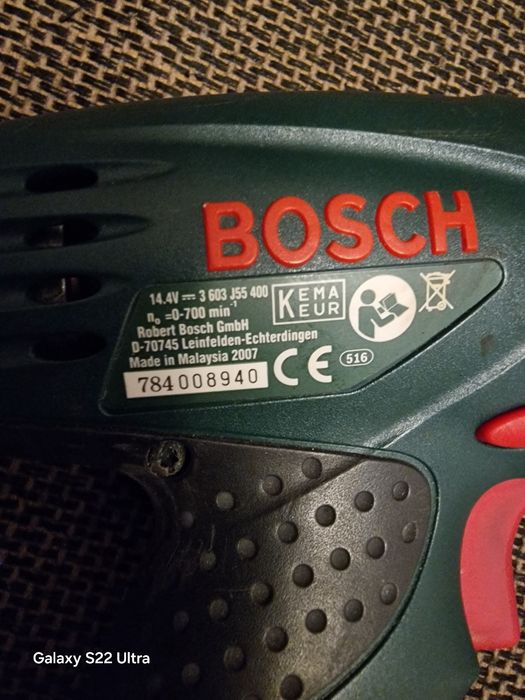 BOSCH
14.4V⎓ 3 603 J55 400
n₀ =0-700 min⁻¹
Robert Bosch GmbH
D-70745 Leinfelden-Echterdingen
Made in Malaysia 2007
784008940
KEMA
EUR
CE
516
Galaxy S22 Ultra